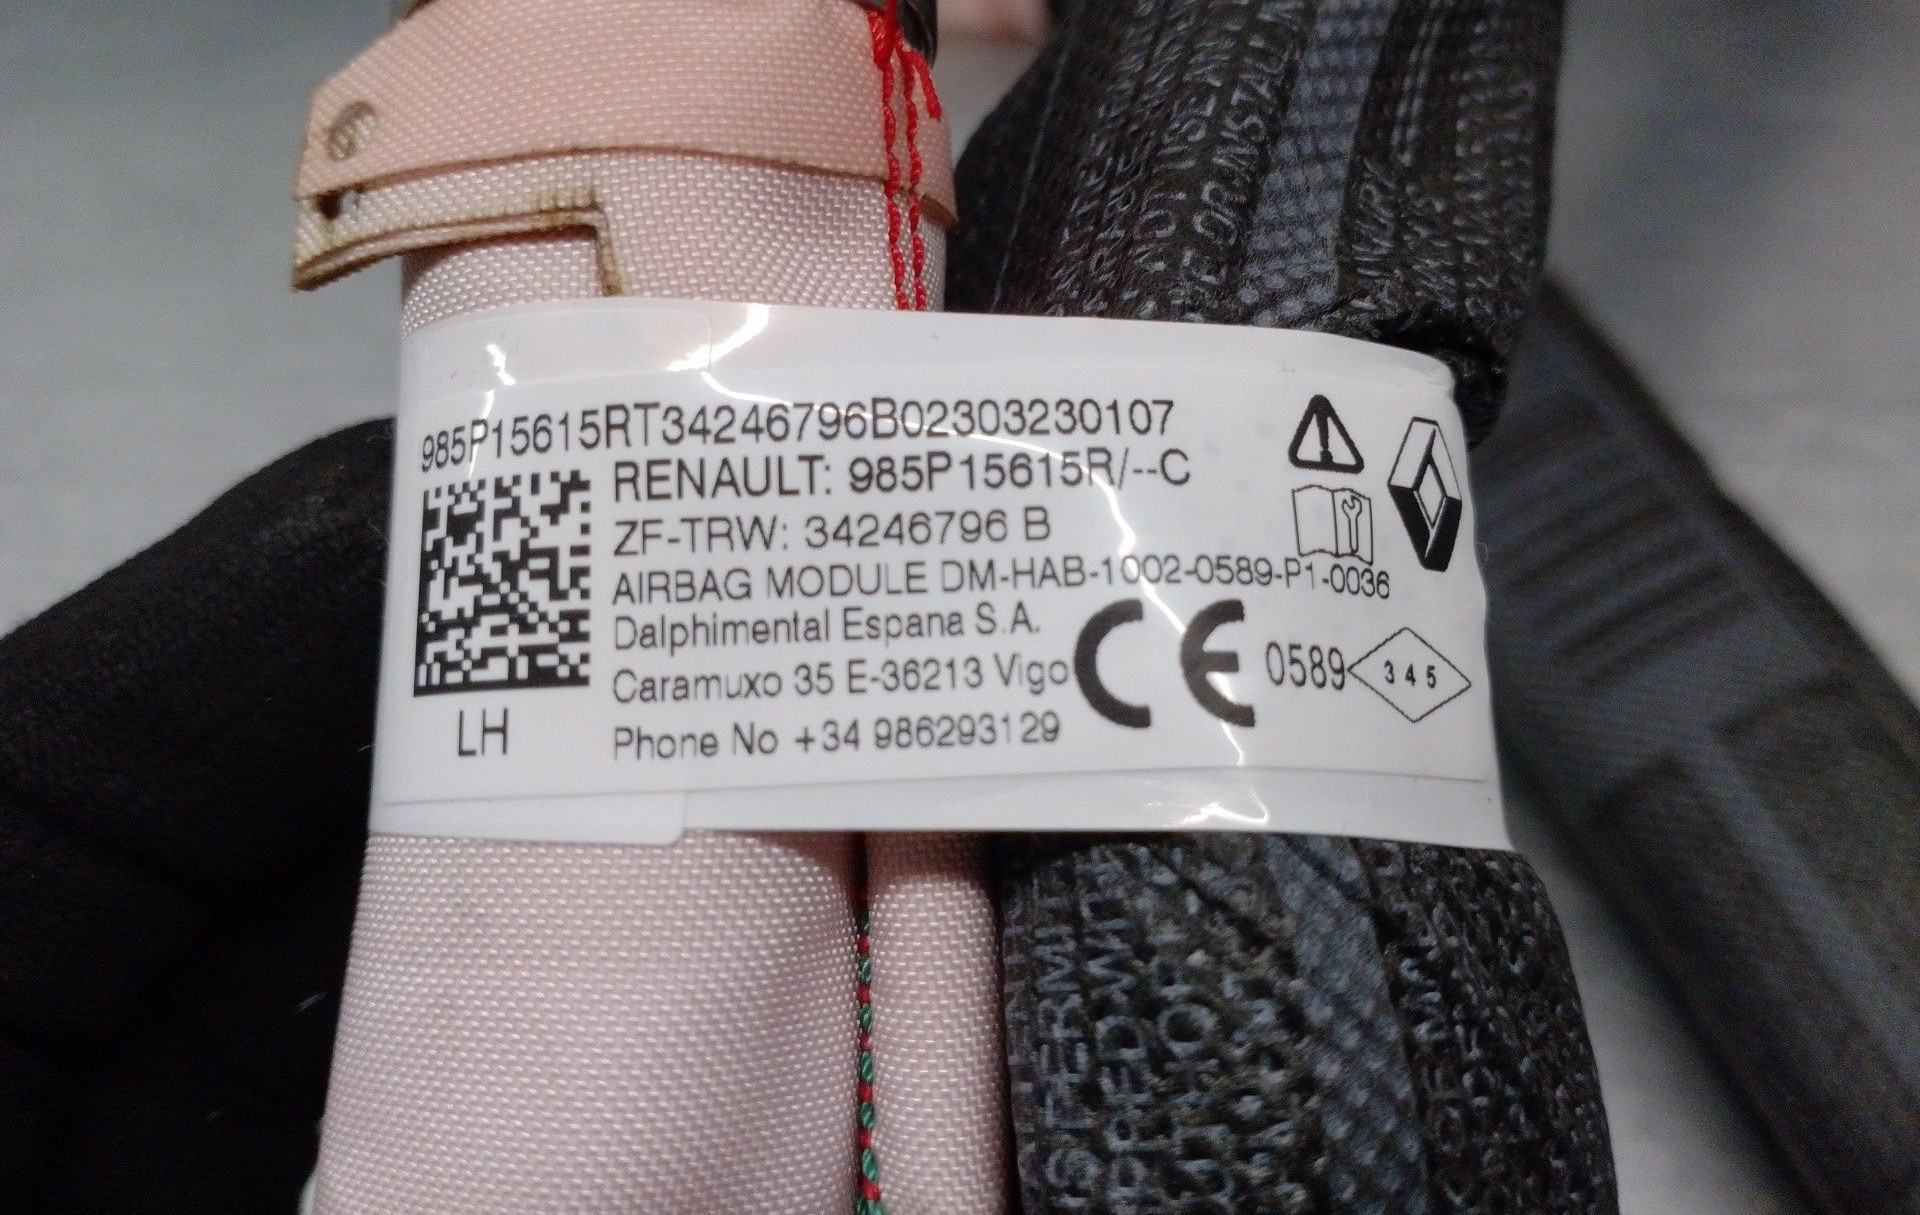 985P15615RT34246796B02303230107
RENAULT: 985P15615R/--C
ZF-TRW: 34246796 B
AIRBAG MODULE DM-HAB-1002-0589-P1-0036
Dalphimental Espana S.A.
Caramuxo 35 E-36213 Vigo
Phone No +34 986293129
LH
CE 0589
345